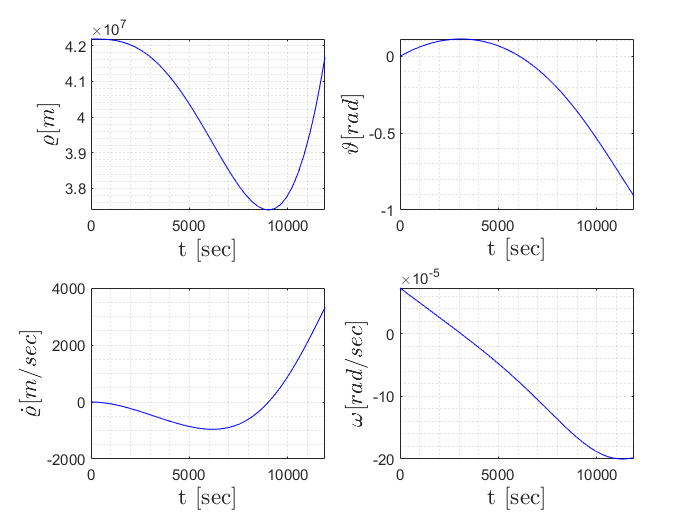 ×10⁷
4.2
4.1
4
3.9
3.8
ϱ[m]
0 5000 10000
t [sec]
0
-0.5
-1
ϑ[rad]
0 5000 10000
t [sec]
4000
2000
0
-2000
ϱ̇[m/sec]
0 5000 10000
t [sec]
×10⁻⁵
0
-10
-20
ω[rad/sec]
0 5000 10000
t [sec]